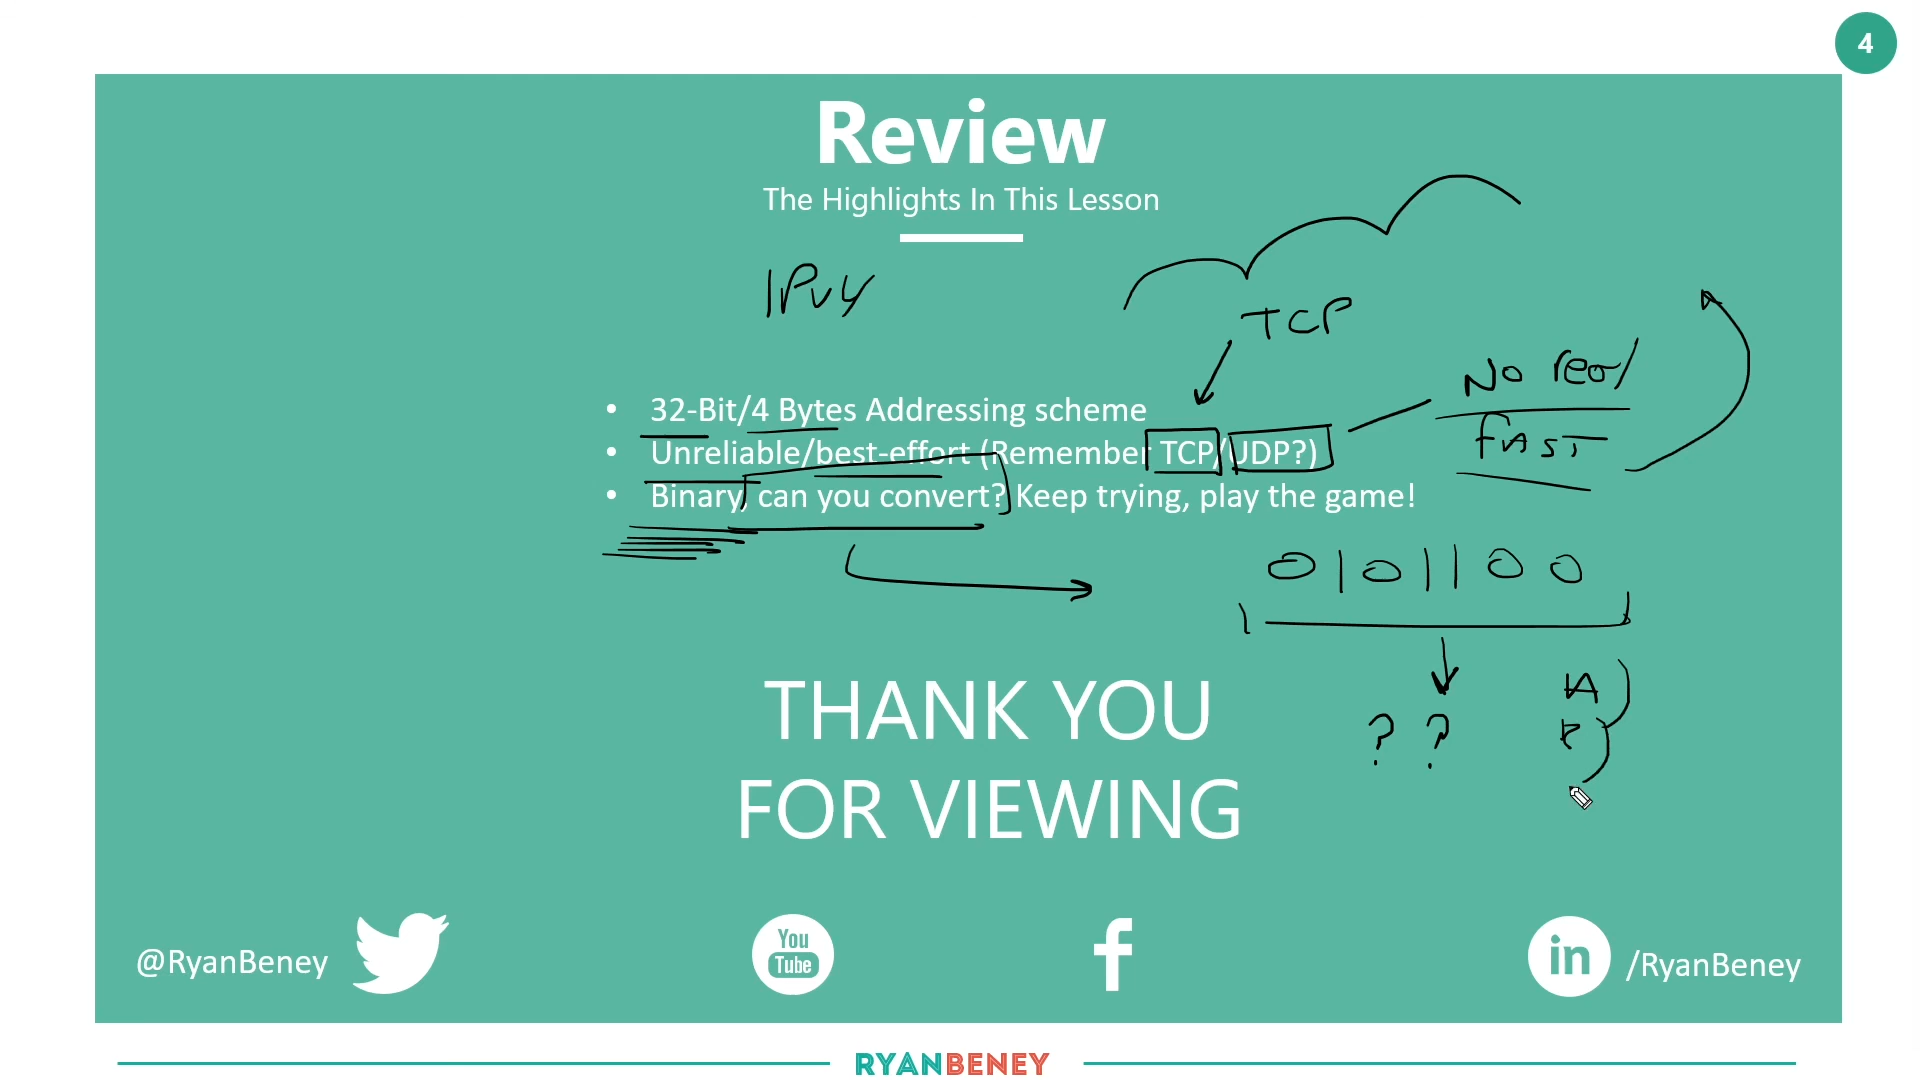 4
Review
The Highlights In This Lesson
IPv4
TCP
No
• 32-Bit/4 Bytes Addressing scheme
FAST
• Unreliable/best-effort (Remember TCP/UDP?)
• Binary, can you convert? Keep trying, play the game!
0101100
THANK YOU
? ?
A
FOR VIEWING
@RyanBeney
You
Tube
f
in
/RyanBeney
RYANBENEY